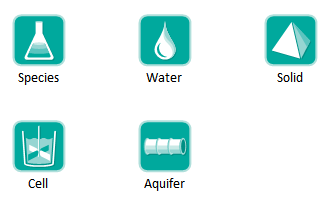 Species
Water
Solid
Cell
Aquifer